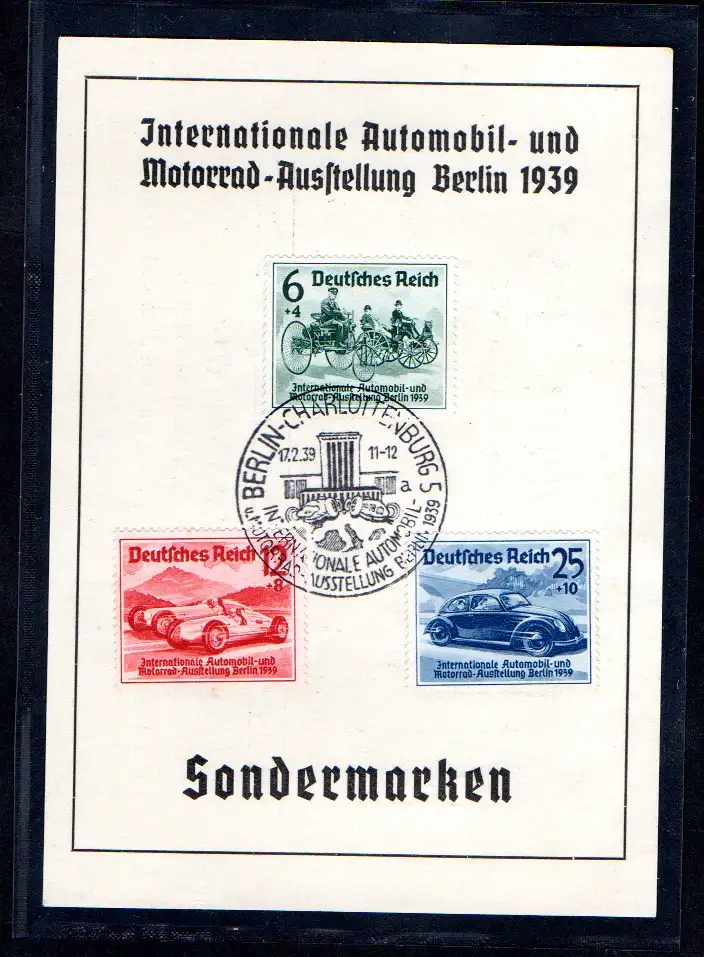 Internationale Automobil- und
Motorrad-Ausſtellung Berlin 1939
6 Deutſches Reich
+4
Internationale Automobil-und
Motorrad-Ausſtellung Berlin 1939
BERLIN-CHARLOTTENBURG 5
17.2.39 11-12
a
INTERNATIONALE AUTOMOBIL-
u. MOTORRAD-AUSSTELLUNG BERLIN 1939
Deutſches Reich 12
+8
Internationale Automobil-und
Motorrad-Ausſtellung Berlin 1939
Deutſches Reich 25
+10
Internationale Automobil-und
Motorrad-Ausſtellung Berlin 1939
Sondermarken